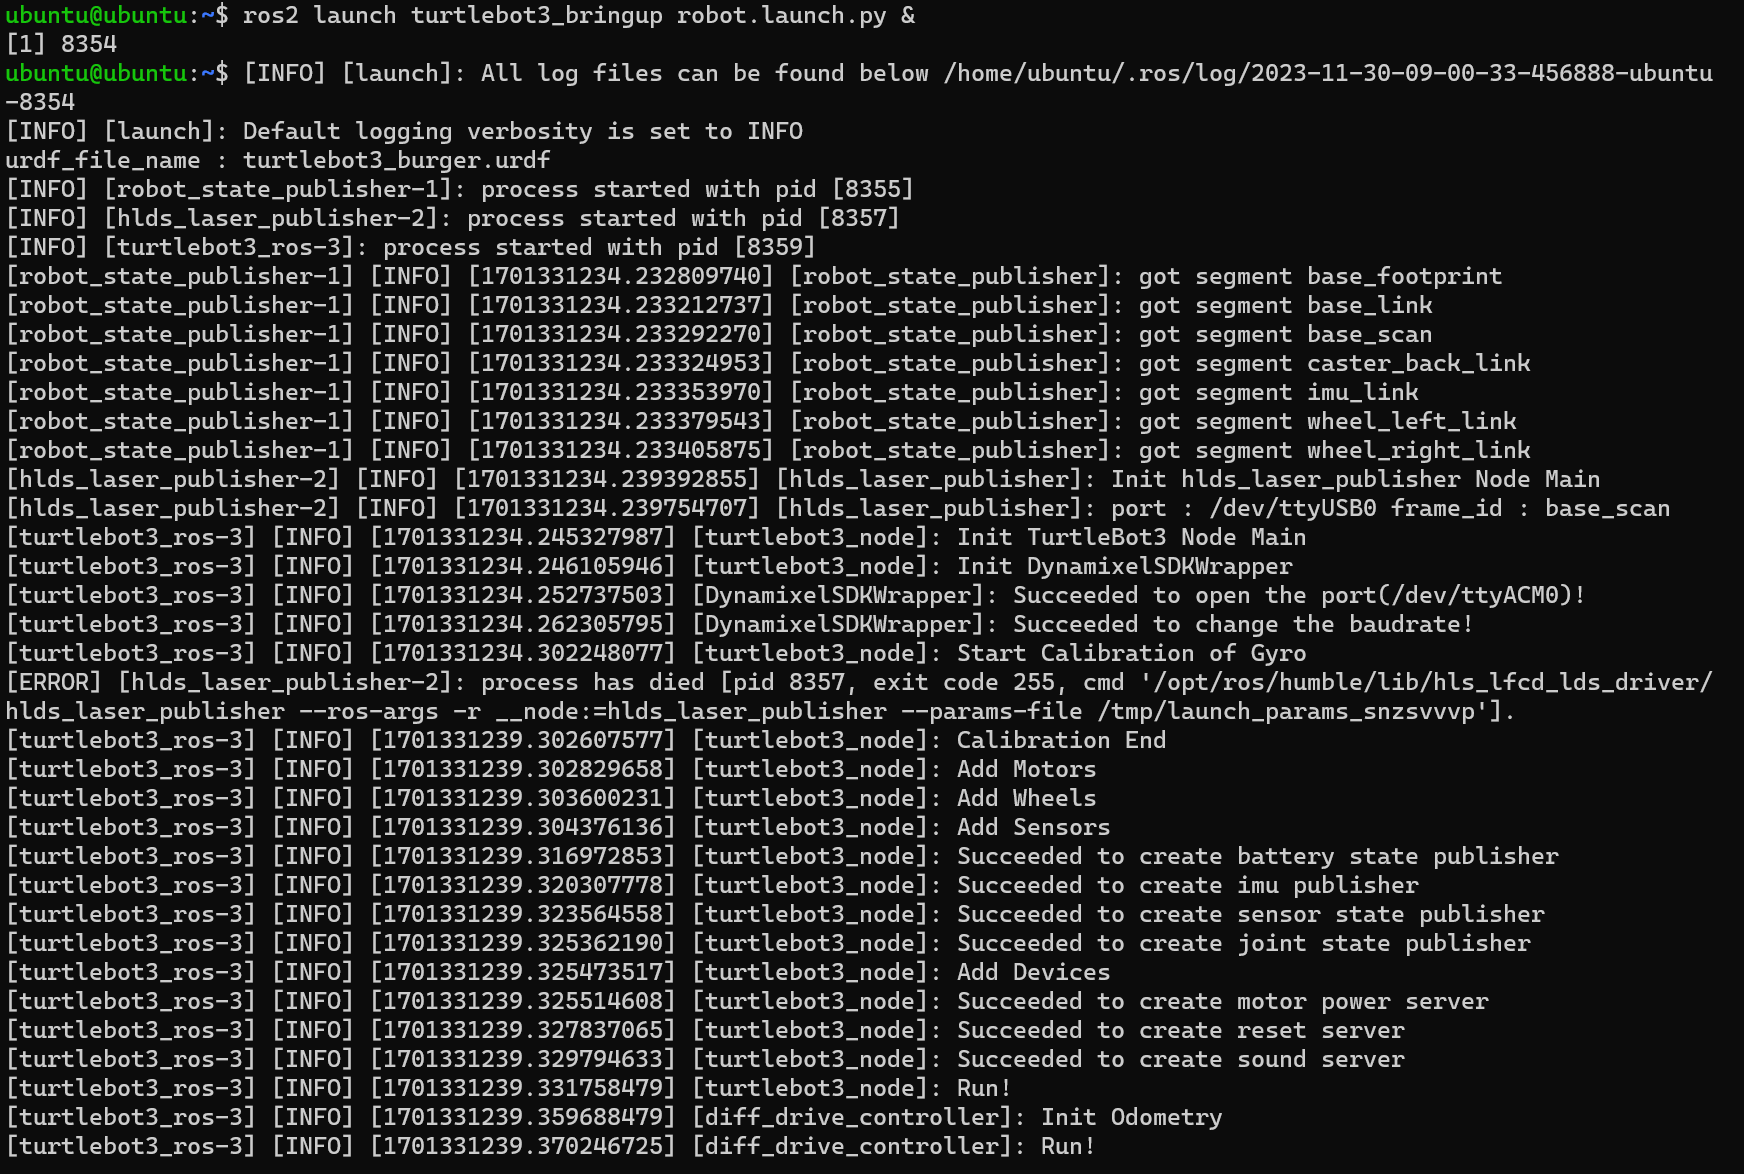 ubuntu@ubuntu:~$ ros2 launch turtlebot3_bringup robot.launch.py &
[1] 8354
ubuntu@ubuntu:~$ [INFO] [launch]: All log files can be found below /home/ubuntu/.ros/log/2023-11-30-09-00-33-456888-ubuntu
-8354
[INFO] [launch]: Default logging verbosity is set to INFO
urdf_file_name : turtlebot3_burger.urdf
[INFO] [robot_state_publisher-1]: process started with pid [8355]
[INFO] [hlds_laser_publisher-2]: process started with pid [8357]
[INFO] [turtlebot3_ros-3]: process started with pid [8359]
[robot_state_publisher-1] [INFO] [1701331234.232809740] [robot_state_publisher]: got segment base_footprint
[robot_state_publisher-1] [INFO] [1701331234.233212737] [robot_state_publisher]: got segment base_link
[robot_state_publisher-1] [INFO] [1701331234.233292270] [robot_state_publisher]: got segment base_scan
[robot_state_publisher-1] [INFO] [1701331234.233324953] [robot_state_publisher]: got segment caster_back_link
[robot_state_publisher-1] [INFO] [1701331234.233353970] [robot_state_publisher]: got segment imu_link
[robot_state_publisher-1] [INFO] [1701331234.233379543] [robot_state_publisher]: got segment wheel_left_link
[robot_state_publisher-1] [INFO] [1701331234.233405875] [robot_state_publisher]: got segment wheel_right_link
[hlds_laser_publisher-2] [INFO] [1701331234.239392855] [hlds_laser_publisher]: Init hlds_laser_publisher Node Main
[hlds_laser_publisher-2] [INFO] [1701331234.239754707] [hlds_laser_publisher]: port : /dev/ttyUSB0 frame_id : base_scan
[turtlebot3_ros-3] [INFO] [1701331234.245327987] [turtlebot3_node]: Init TurtleBot3 Node Main
[turtlebot3_ros-3] [INFO] [1701331234.246105946] [turtlebot3_node]: Init DynamixelSDKWrapper
[turtlebot3_ros-3] [INFO] [1701331234.252737503] [DynamixelSDKWrapper]: Succeeded to open the port(/dev/ttyACM0)!
[turtlebot3_ros-3] [INFO] [1701331234.262305795] [DynamixelSDKWrapper]: Succeeded to change the baudrate!
[turtlebot3_ros-3] [INFO] [1701331234.302248077] [turtlebot3_node]: Start Calibration of Gyro
[ERROR] [hlds_laser_publisher-2]: process has died [pid 8357, exit code 255, cmd '/opt/ros/humble/lib/hls_lfcd_lds_driver/
hlds_laser_publisher --ros-args -r __node:=hlds_laser_publisher --params-file /tmp/launch_params_snzsvvvp'].
[turtlebot3_ros-3] [INFO] [1701331239.302607577] [turtlebot3_node]: Calibration End
[turtlebot3_ros-3] [INFO] [1701331239.302829658] [turtlebot3_node]: Add Motors
[turtlebot3_ros-3] [INFO] [1701331239.303600231] [turtlebot3_node]: Add Wheels
[turtlebot3_ros-3] [INFO] [1701331239.304376136] [turtlebot3_node]: Add Sensors
[turtlebot3_ros-3] [INFO] [1701331239.316972853] [turtlebot3_node]: Succeeded to create battery state publisher
[turtlebot3_ros-3] [INFO] [1701331239.320307778] [turtlebot3_node]: Succeeded to create imu publisher
[turtlebot3_ros-3] [INFO] [1701331239.323564558] [turtlebot3_node]: Succeeded to create sensor state publisher
[turtlebot3_ros-3] [INFO] [1701331239.325362190] [turtlebot3_node]: Succeeded to create joint state publisher
[turtlebot3_ros-3] [INFO] [1701331239.325473517] [turtlebot3_node]: Add Devices
[turtlebot3_ros-3] [INFO] [1701331239.325514608] [turtlebot3_node]: Succeeded to create motor power server
[turtlebot3_ros-3] [INFO] [1701331239.327837065] [turtlebot3_node]: Succeeded to create reset server
[turtlebot3_ros-3] [INFO] [1701331239.329794633] [turtlebot3_node]: Succeeded to create sound server
[turtlebot3_ros-3] [INFO] [1701331239.331758479] [turtlebot3_node]: Run!
[turtlebot3_ros-3] [INFO] [1701331239.359688479] [diff_drive_controller]: Init Odometry
[turtlebot3_ros-3] [INFO] [1701331239.370246725] [diff_drive_controller]: Run!